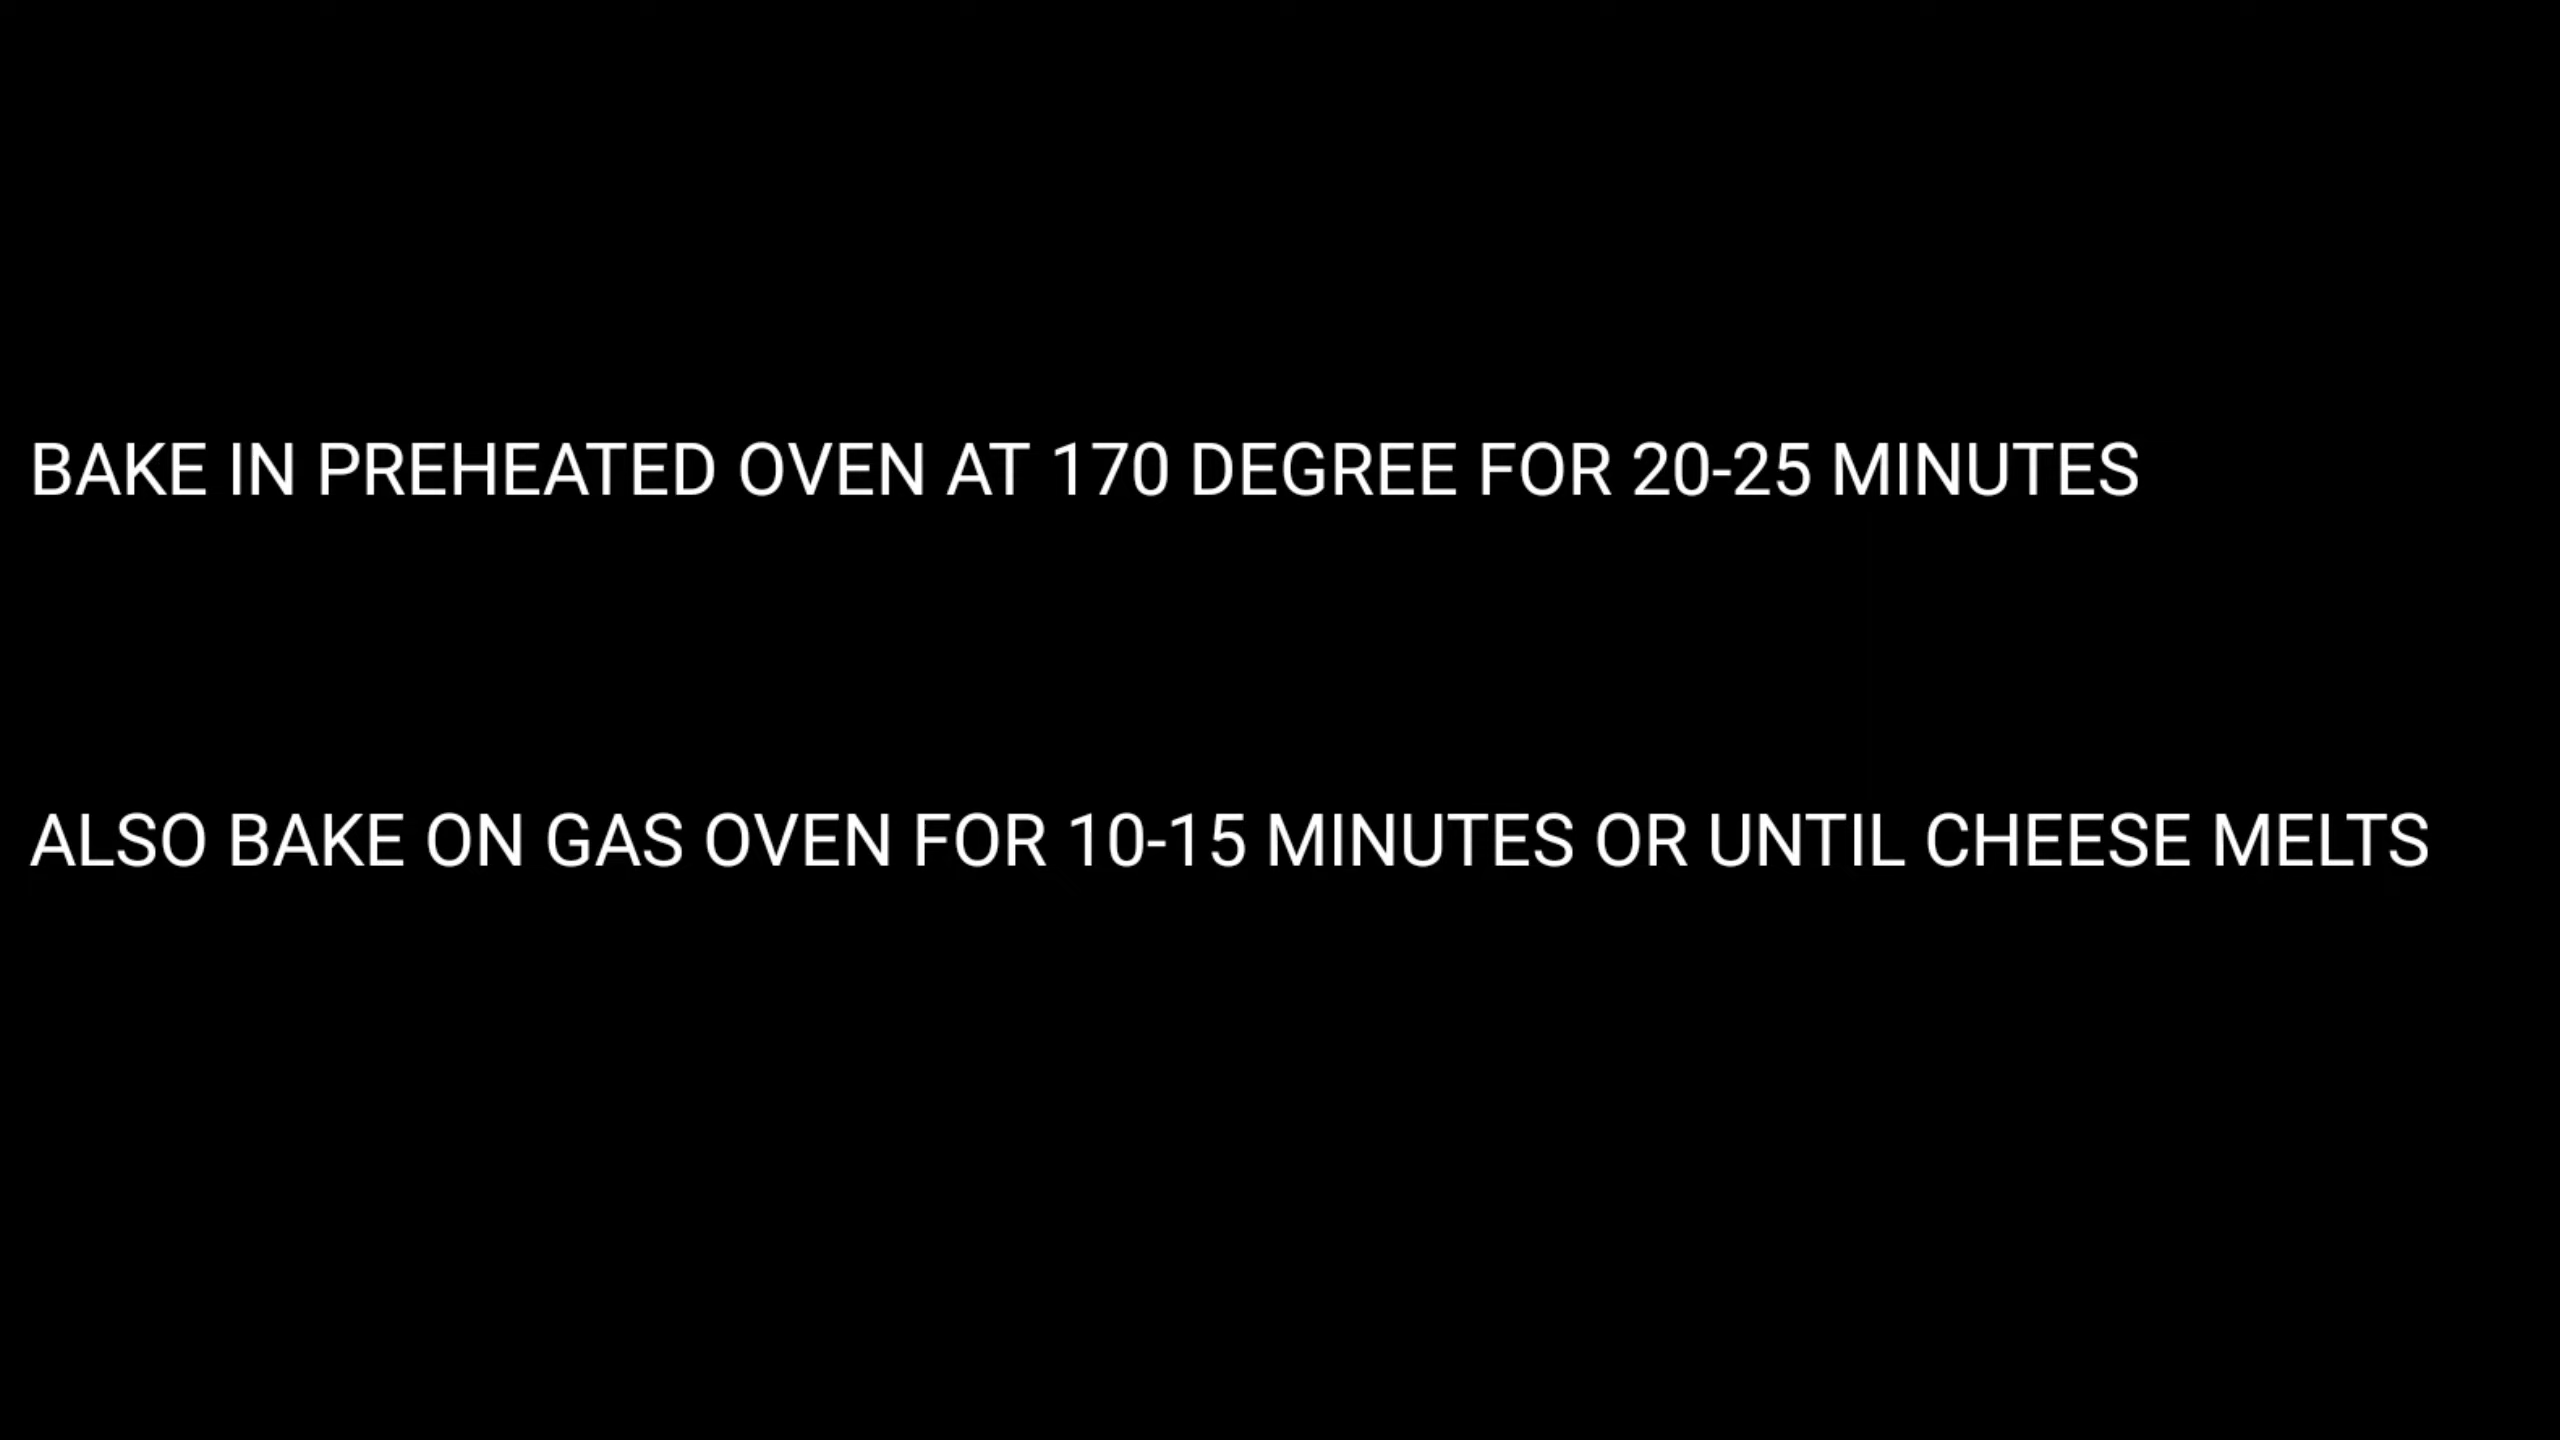 BAKE IN PREHEATED OVEN AT 170 DEGREE FOR 20-25 MINUTES
ALSO BAKE ON GAS OVEN FOR 10-15 MINUTES OR UNTIL CHEESE MELTS